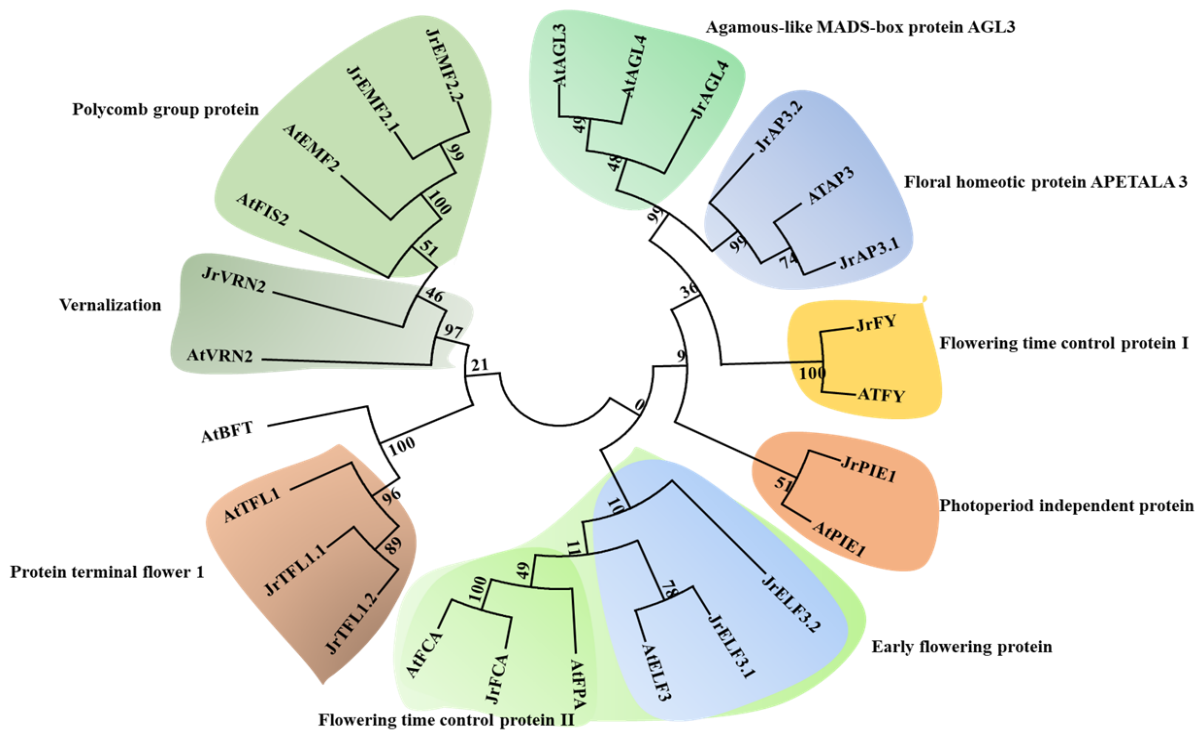 Agamous-like MADS-box protein AGL3
AtAGL3
AtAGL4
JrAGL4
49
48
99
Floral homeotic protein APETALA 3
JrAP3.2
ATAP3
JrAP3.1
99
74
36
Flowering time control protein I
JrFY
ATFY
100
9
Photoperiod independent protein
JrPIE1
AtPIE1
51
0
Early flowering protein
JrELF3.2
JrELF3.1
AtELF3
78
10
11
Flowering time control protein II
AtFPA
JrFCA
AtFCA
49
100
Protein terminal flower 1
JrTFL1.2
JrTFL1.1
AtTFL1
89
96
100
AtBFT
21
Vernalization
AtVRN2
JrVRN2
97
46
Polycomb group protein
AtFIS2
AtEMF2
JrEMF2.1
JrEMF2.2
51
100
99